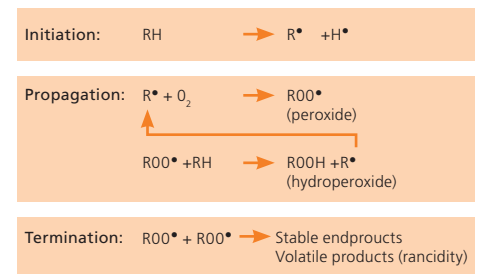 Initiation: RH → R• +H•
Propagation: R• + 0₂ → R00•
(peroxide)
R00• +RH → R00H +R•
(hydroperoxide)
Termination: R00• + R00• → Stable endproucts
Volatile products (rancidity)